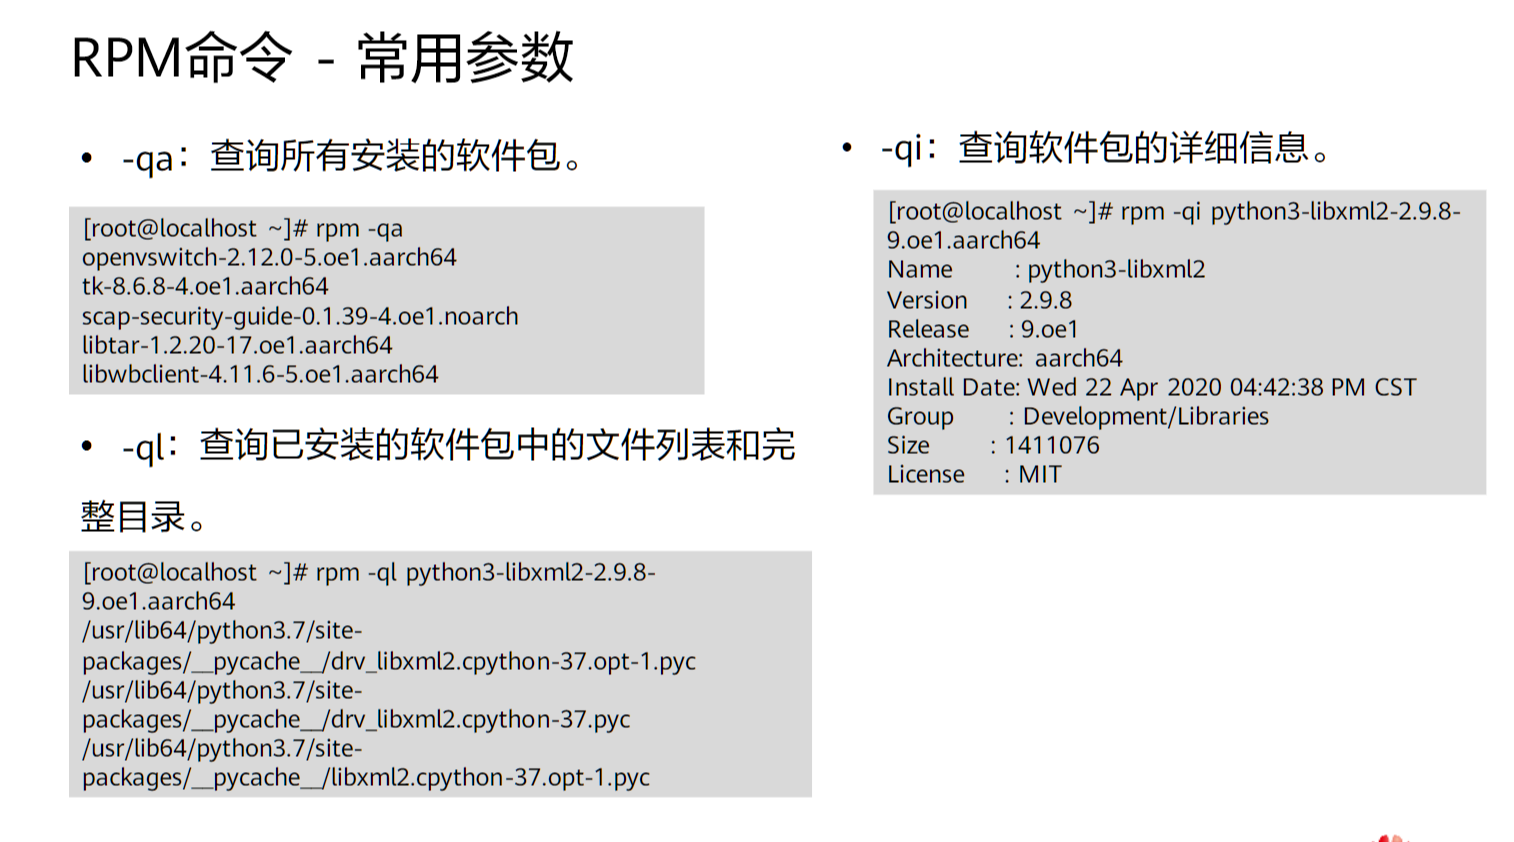 RPM命令 - 常用参数
• -qa：查询所有安装的软件包。
[root@localhost ~]# rpm -qa
openvswitch-2.12.0-5.oe1.aarch64
tk-8.6.8-4.oe1.aarch64
scap-security-guide-0.1.39-4.oe1.noarch
libtar-1.2.20-17.oe1.aarch64
libwbclient-4.11.6-5.oe1.aarch64
• -ql：查询已安装的软件包中的文件列表和完
整目录。
[root@localhost ~]# rpm -ql python3-libxml2-2.9.8-
9.oe1.aarch64
/usr/lib64/python3.7/site-
packages/__pycache__/drv_libxml2.cpython-37.opt-1.pyc
/usr/lib64/python3.7/site-
packages/__pycache__/drv_libxml2.cpython-37.pyc
/usr/lib64/python3.7/site-
packages/__pycache__/libxml2.cpython-37.opt-1.pyc
• -qi：查询软件包的详细信息。
[root@localhost ~]# rpm -qi python3-libxml2-2.9.8-
9.oe1.aarch64
Name : python3-libxml2
Version : 2.9.8
Release : 9.oe1
Architecture: aarch64
Install Date: Wed 22 Apr 2020 04:42:38 PM CST
Group : Development/Libraries
Size : 1411076
License : MIT